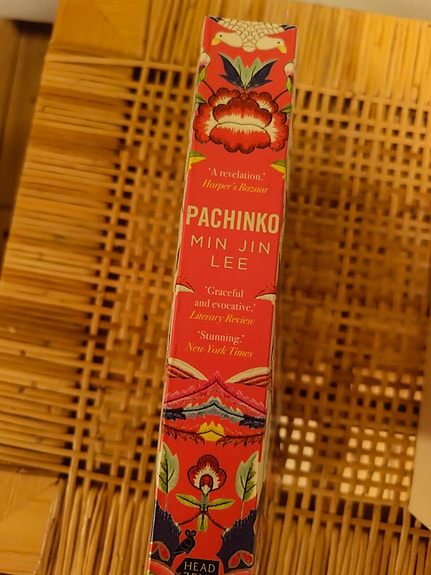 "A revelation."
Harper's Bazaar
PACHINKO
MIN JIN
LEE
'Graceful
and evocative.'
Literary Review
'Stunning.'
New York Times
HEAD